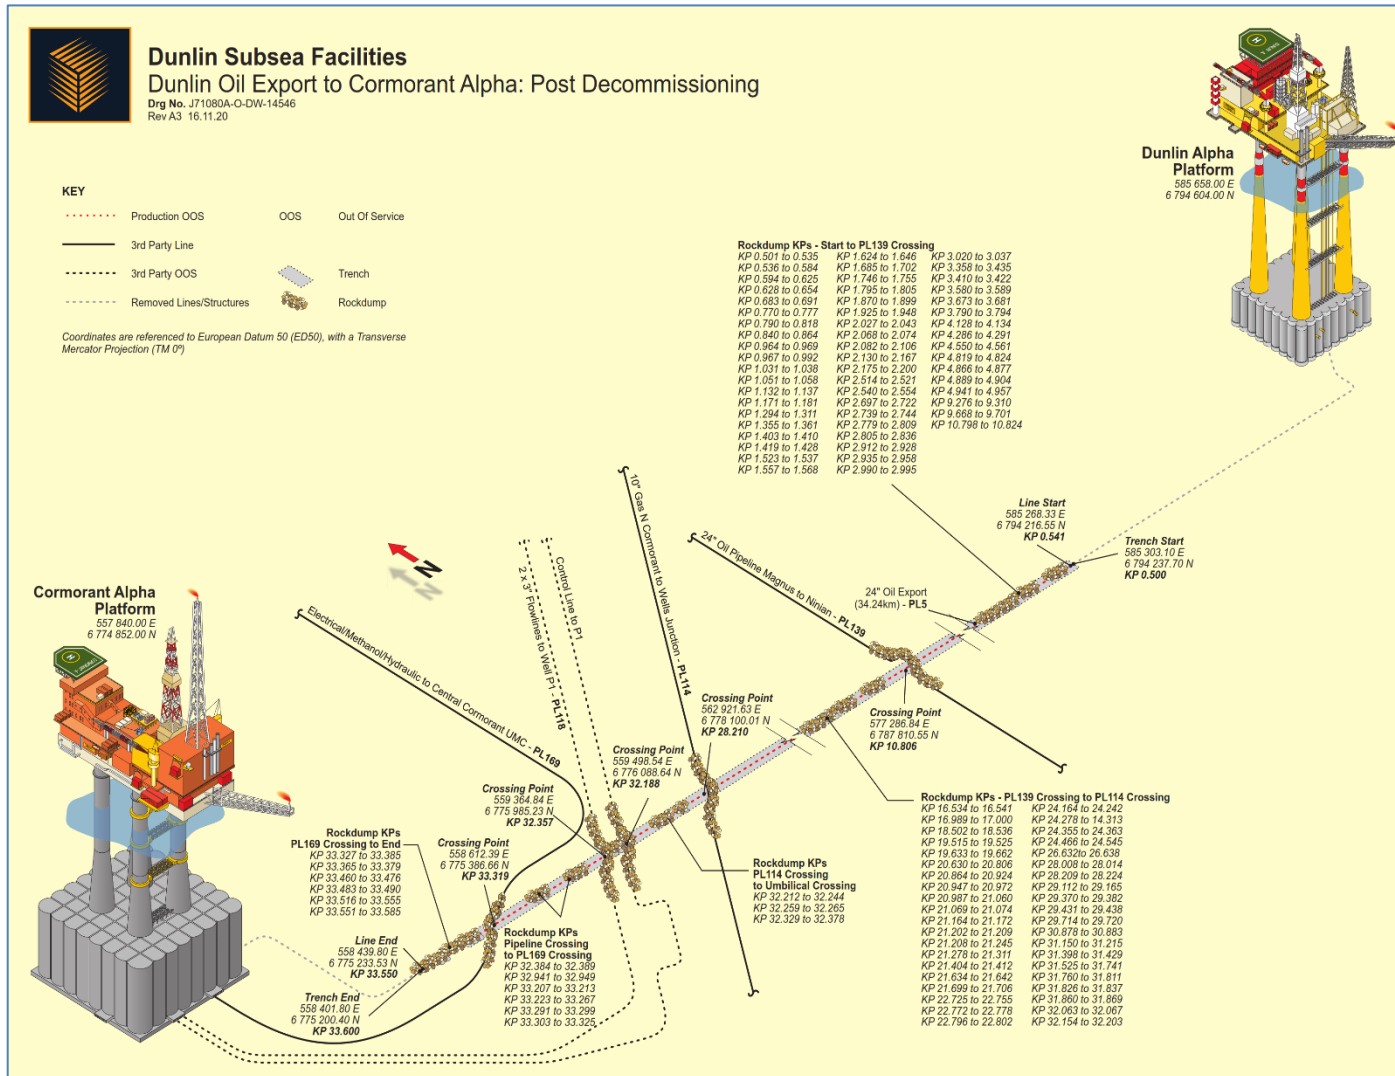 Dunlin Subsea Facilities
Dunlin Oil Export to Cormorant Alpha: Post Decommissioning
Drg No. J71080A-O-DW-14546
Rev A3 16.11.20
KEY
Production OOS
OOS Out Of Service
3rd Party Line
3rd Party OOS
Trench
Removed Lines/Structures
Rockdump
Coordinates are referenced to European Datum 50 (ED50), with a Transverse
Mercator Projection (TM 0º)
Dunlin Alpha
Platform
585 658.00 E
6 794 604.00 N
Rockdump KPs - Start to PL139 Crossing
KP 0.501 to 0.535 KP 1.624 to 1.646 KP 3.020 to 3.037
KP 0.536 to 0.584 KP 1.685 to 1.702 KP 3.358 to 3.435
KP 0.594 to 0.625 KP 1.746 to 1.755 KP 3.410 to 3.422
KP 0.628 to 0.654 KP 1.795 to 1.805 KP 3.580 to 3.589
KP 0.683 to 0.691 KP 1.870 to 1.899 KP 3.673 to 3.681
KP 0.770 to 0.777 KP 1.925 to 1.948 KP 3.790 to 3.794
KP 0.790 to 0.818 KP 2.027 to 2.043 KP 4.128 to 4.134
KP 0.840 to 0.864 KP 2.068 to 2.074 KP 4.286 to 4.291
KP 0.964 to 0.969 KP 2.082 to 2.106 KP 4.550 to 4.561
KP 0.967 to 0.992 KP 2.130 to 2.167 KP 4.819 to 4.824
KP 1.031 to 1.038 KP 2.175 to 2.200 KP 4.866 to 4.877
KP 1.051 to 1.058 KP 2.514 to 2.521 KP 4.889 to 4.904
KP 1.132 to 1.137 KP 2.540 to 2.554 KP 4.941 to 4.957
KP 1.171 to 1.181 KP 2.697 to 2.722 KP 9.276 to 9.310
KP 1.294 to 1.311 KP 2.739 to 2.744 KP 9.668 to 9.701
KP 1.355 to 1.361 KP 2.779 to 2.809 KP 10.798 to 10.824
KP 1.403 to 1.410 KP 2.805 to 2.836
KP 1.419 to 1.428 KP 2.912 to 2.928
KP 1.523 to 1.537 KP 2.935 to 2.958
KP 1.557 to 1.568 KP 2.990 to 2.995
Line Start
585 268.33 E
6 794 216.55 N
KP 0.541
Trench Start
585 303.10 E
6 794 237.70 N
KP 0.500
24" Oil Export
(34.24km) - PL5
10" Gas N Cormorant to Wells Junction - PL114
24" Oil Pipeline Magnus to Ninian - PL139
Control Line to P1
2 x 3" Flowlines to Well P1 - PL118
Electrical/Methanol/Hydraulic to Central Cormorant UMC - PL169
N
Cormorant Alpha
Platform
557 840.00 E
6 774 852.00 N
Crossing Point
562 921.63 E
6 778 100.01 N
KP 28.210
Crossing Point
577 286.84 E
6 787 810.55 N
KP 10.806
Crossing Point
559 498.54 E
6 776 088.64 N
KP 32.188
Crossing Point
559 364.84 E
6 775 985.23 N
KP 32.357
Crossing Point
558 612.39 E
6 775 386.66 N
KP 33.319
Rockdump KPs
PL169 Crossing to End
KP 33.327 to 33.385
KP 33.365 to 33.379
KP 33.460 to 33.476
KP 33.483 to 33.490
KP 33.516 to 33.555
KP 33.551 to 33.585
Line End
558 439.80 E
6 775 233.53 N
KP 33.550
Trench End
558 401.80 E
6 775 200.40 N
KP 33.600
Rockdump KPs
Pipeline Crossing
to PL169 Crossing
KP 32.384 to 32.389
KP 32.941 to 32.949
KP 33.207 to 33.213
KP 33.223 to 33.267
KP 33.291 to 33.299
KP 33.303 to 33.325
Rockdump KPs
PL114 Crossing
to Umbilical Crossing
KP 32.212 to 32.244
KP 32.259 to 32.265
KP 32.329 to 32.378
Rockdump KPs - PL139 Crossing to PL114 Crossing
KP 16.534 to 16.541 KP 24.164 to 24.242
KP 16.989 to 17.000 KP 24.278 to 14.313
KP 18.502 to 18.536 KP 24.355 to 24.363
KP 19.515 to 19.525 KP 24.466 to 24.545
KP 19.633 to 19.662 KP 26.632to 26.638
KP 20.630 to 20.806 KP 28.008 to 28.014
KP 20.864 to 20.924 KP 28.209 to 28.224
KP 20.947 to 20.972 KP 29.112 to 29.165
KP 20.987 to 21.060 KP 29.370 to 29.382
KP 21.069 to 21.074 KP 29.431 to 29.438
KP 21.164 to 21.172 KP 29.714 to 29.720
KP 21.202 to 21.209 KP 30.878 to 30.883
KP 21.208 to 21.245 KP 31.150 to 31.215
KP 21.278 to 21.311 KP 31.398 to 31.429
KP 21.404 to 21.412 KP 31.525 to 31.741
KP 21.634 to 21.642 KP 31.760 to 31.811
KP 21.699 to 21.706 KP 31.826 to 31.837
KP 22.725 to 22.755 KP 31.860 to 31.869
KP 22.772 to 22.778 KP 32.063 to 32.067
KP 22.796 to 22.802 KP 32.154 to 32.203